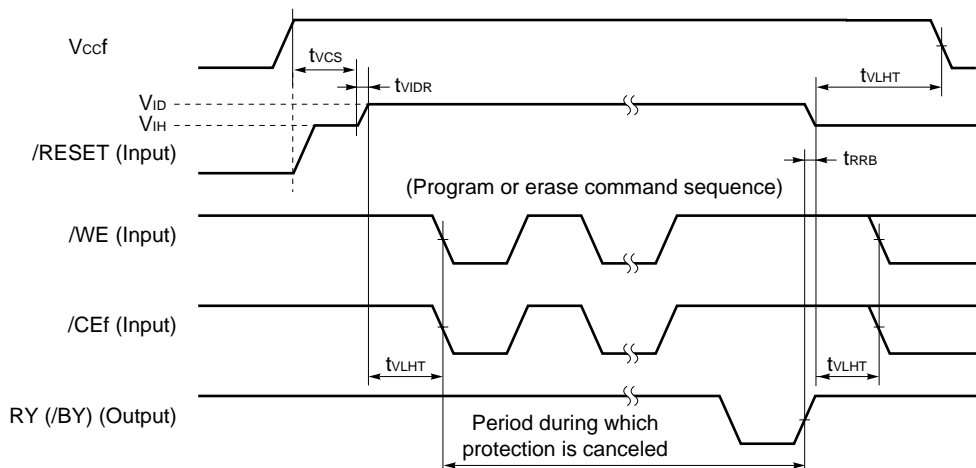 VCCf
tVCS
tVLHT
tVIDR
VID
VIH
/RESET (Input)
tRRB
(Program or erase command sequence)
/WE (Input)
/CEf (Input)
tVLHT
tVLHT
RY (/BY) (Output)
Period during which
protection is canceled